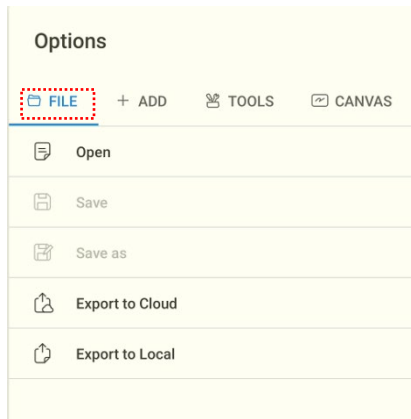 Options
FILE ADD TOOLS CANVAS
Open
Save
Save as
Export to Cloud
Export to Local